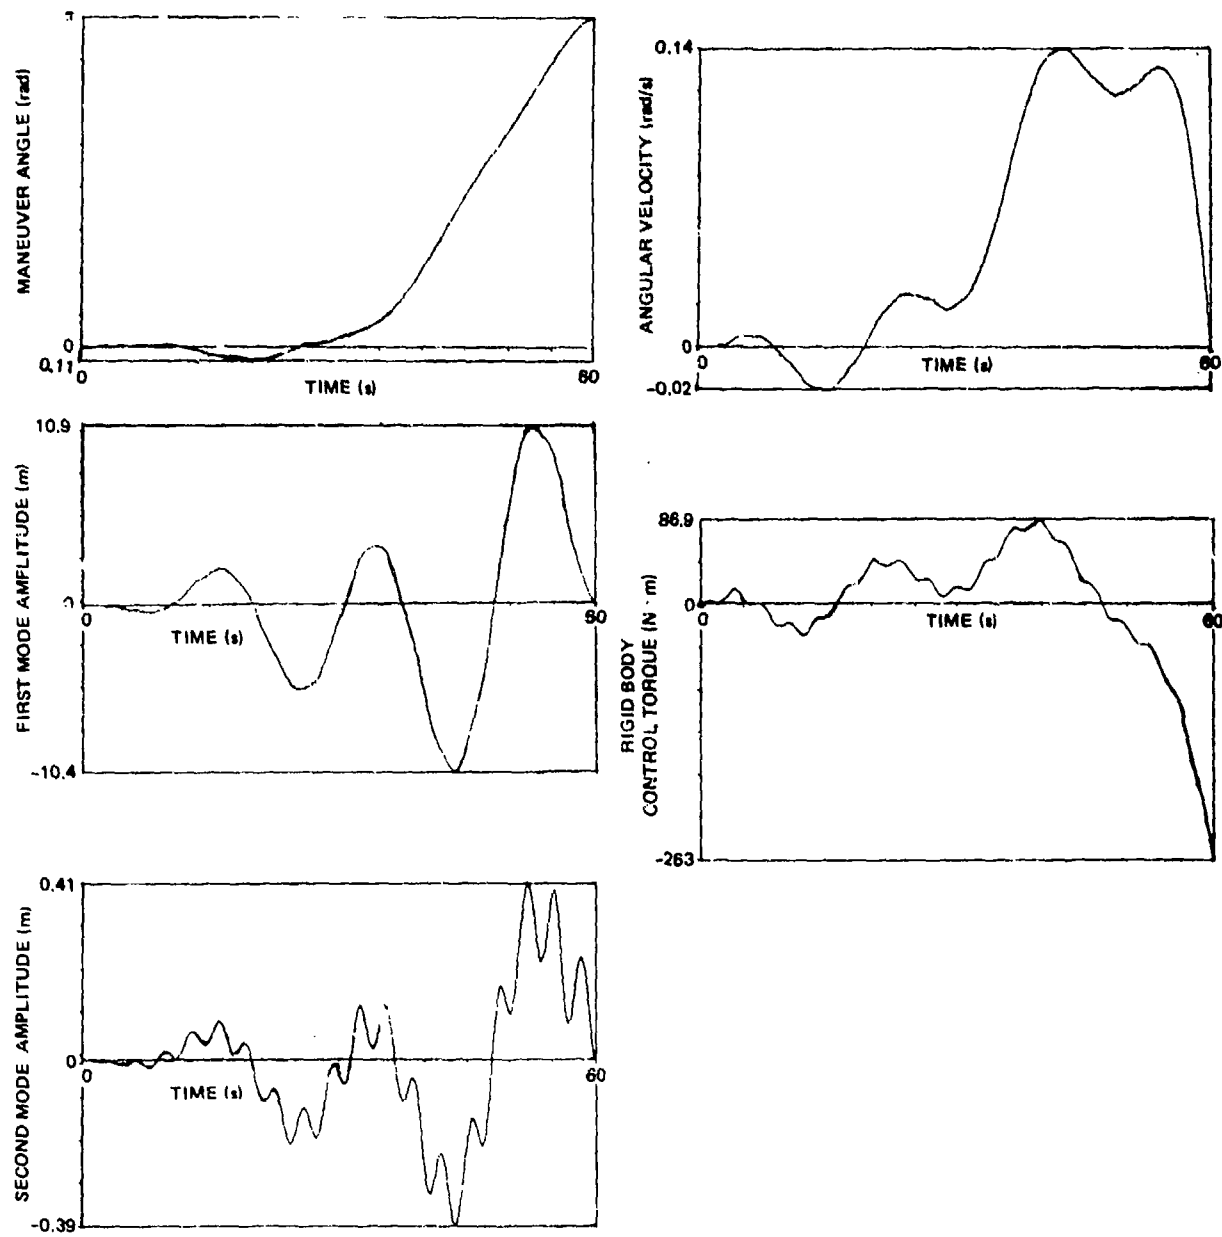 MANEUVER ANGLE (rad)
0
0.11
0
60
TIME (s)
ANGULAR VELOCITY (rad/s)
0.14
0
-0.02
0
60
TIME (s)
FIRST MODE AMPLITUDE (m)
10.9
-10.4
0
TIME (s)
RIGID BODY
CONTROL TORQUE (N · m)
86.9
0
-263
0
60
TIME (s)
SECOND MODE AMPLITUDE (m)
0.41
0
-0.39
0
60
TIME (s)